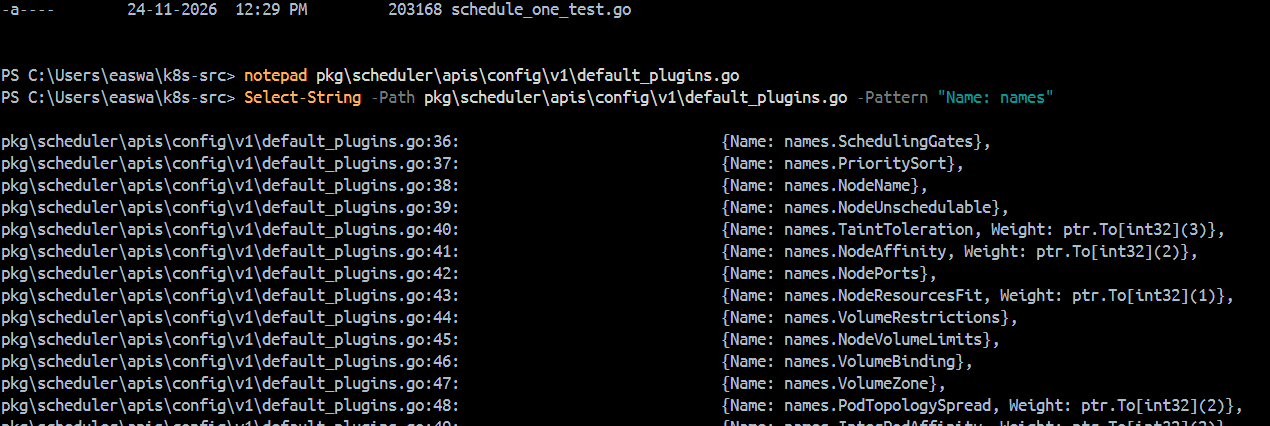 -a---- 24-11-2026 12:29 PM 203168 schedule_one_test.go
PS C:\Users\easwa\k8s-src> notepad pkg\scheduler\apis\config\v1\default_plugins.go
PS C:\Users\easwa\k8s-src> Select-String -Path pkg\scheduler\apis\config\v1\default_plugins.go -Pattern "Name: names"
pkg\scheduler\apis\config\v1\default_plugins.go:36: {Name: names.SchedulingGates},
pkg\scheduler\apis\config\v1\default_plugins.go:37: {Name: names.PrioritySort},
pkg\scheduler\apis\config\v1\default_plugins.go:38: {Name: names.NodeName},
pkg\scheduler\apis\config\v1\default_plugins.go:39: {Name: names.NodeUnschedulable},
pkg\scheduler\apis\config\v1\default_plugins.go:40: {Name: names.TaintToleration, Weight: ptr.To[int32](3)},
pkg\scheduler\apis\config\v1\default_plugins.go:41: {Name: names.NodeAffinity, Weight: ptr.To[int32](2)},
pkg\scheduler\apis\config\v1\default_plugins.go:42: {Name: names.NodePorts},
pkg\scheduler\apis\config\v1\default_plugins.go:43: {Name: names.NodeResourcesFit, Weight: ptr.To[int32](1)},
pkg\scheduler\apis\config\v1\default_plugins.go:44: {Name: names.VolumeRestrictions},
pkg\scheduler\apis\config\v1\default_plugins.go:45: {Name: names.NodeVolumeLimits},
pkg\scheduler\apis\config\v1\default_plugins.go:46: {Name: names.VolumeBinding},
pkg\scheduler\apis\config\v1\default_plugins.go:47: {Name: names.VolumeZone},
pkg\scheduler\apis\config\v1\default_plugins.go:48: {Name: names.PodTopologySpread, Weight: ptr.To[int32](2)},